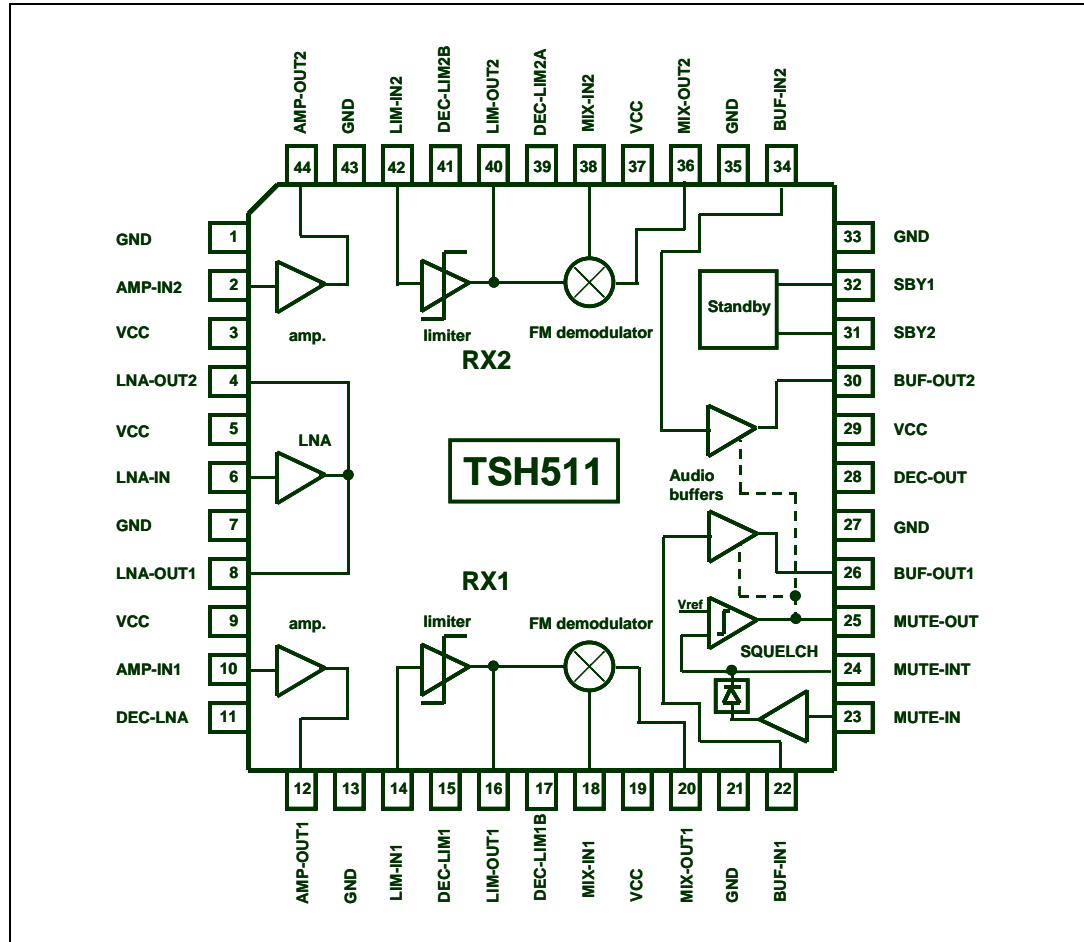 AMP-OUT2
GND
LIM-IN2
DEC-LIM2B
LIM-OUT2
DEC-LIM2A
MIX-IN2
VCC
MIX-OUT2
GND
BUF-IN2
44 43 42 41 40 39 38 37 36 35 34
GND 1
AMP-IN2 2
VCC 3
LNA-OUT2 4
VCC 5
LNA-IN 6
GND 7
LNA-OUT1 8
VCC 9
AMP-IN1 10
DEC-LNA 11
amp.
limiter
FM demodulator
RX2
LNA
TSH511
Standby
Audio
buffers
RX1
amp.
limiter
FM demodulator
Vref
SQUELCH
33 GND
32 SBY1
31 SBY2
30 BUF-OUT2
29 VCC
28 DEC-OUT
27 GND
26 BUF-OUT1
25 MUTE-OUT
24 MUTE-INT
23 MUTE-IN
12 13 14 15 16 17 18 19 20 21 22
AMP-OUT1
GND
LIM-IN1
DEC-LIM1
LIM-OUT1
DEC-LIM1B
MIX-IN1
VCC
MIX-OUT1
GND
BUF-IN1